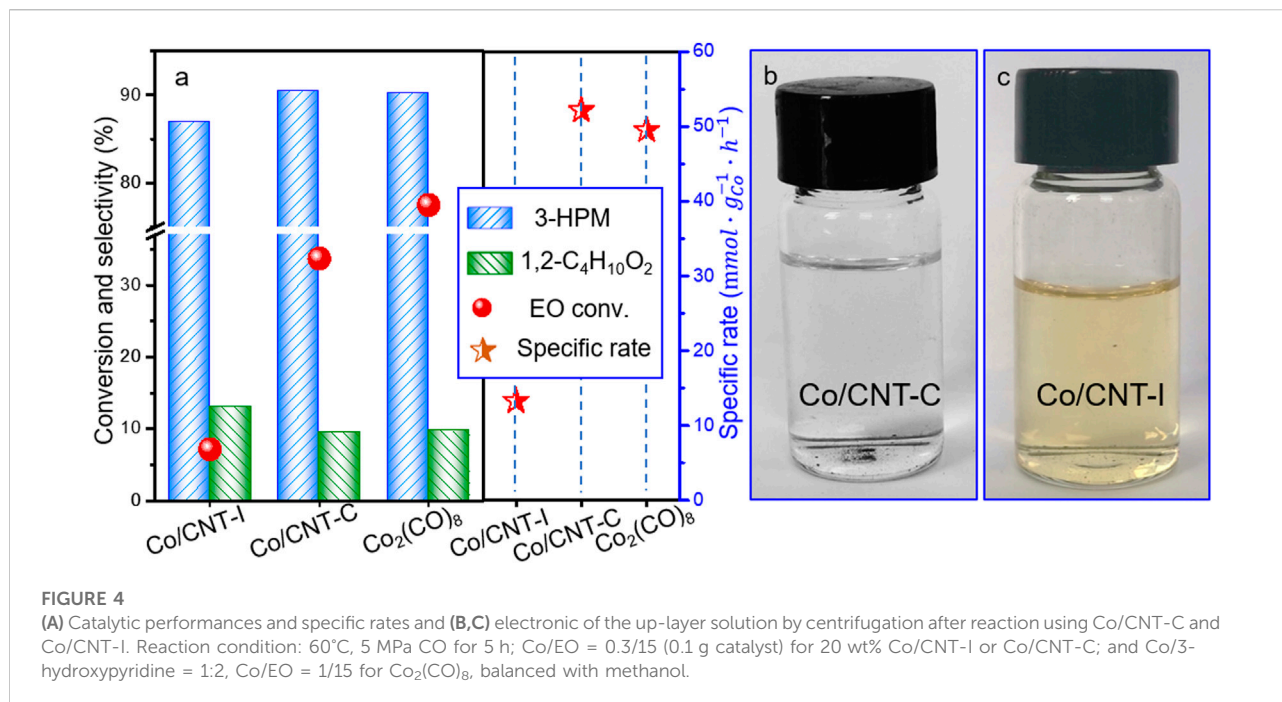 a
90
80
30
20
10
0
Conversion and selectivity (%)
3-HPM
1,2-C₄H₁₀O₂
EO conv.
Specific rate
60
50
40
30
20
10
0
Specific rate (mmol · g_Co⁻¹ · h⁻¹)
Co/CNT-I
Co/CNT-C
Co₂(CO)₈
Co/CNT-I
Co/CNT-C
Co₂(CO)₈
b
Co/CNT-C
c
Co/CNT-I
FIGURE 4
(A) Catalytic performances and specific rates and (B,C) electronic of the up-layer solution by centrifugation after reaction using Co/CNT-C and
Co/CNT-I. Reaction condition: 60°C, 5 MPa CO for 5 h; Co/EO = 0.3/15 (0.1 g catalyst) for 20 wt% Co/CNT-I or Co/CNT-C; and Co/3-
hydroxypyridine = 1:2, Co/EO = 1/15 for Co₂(CO)₈, balanced with methanol.